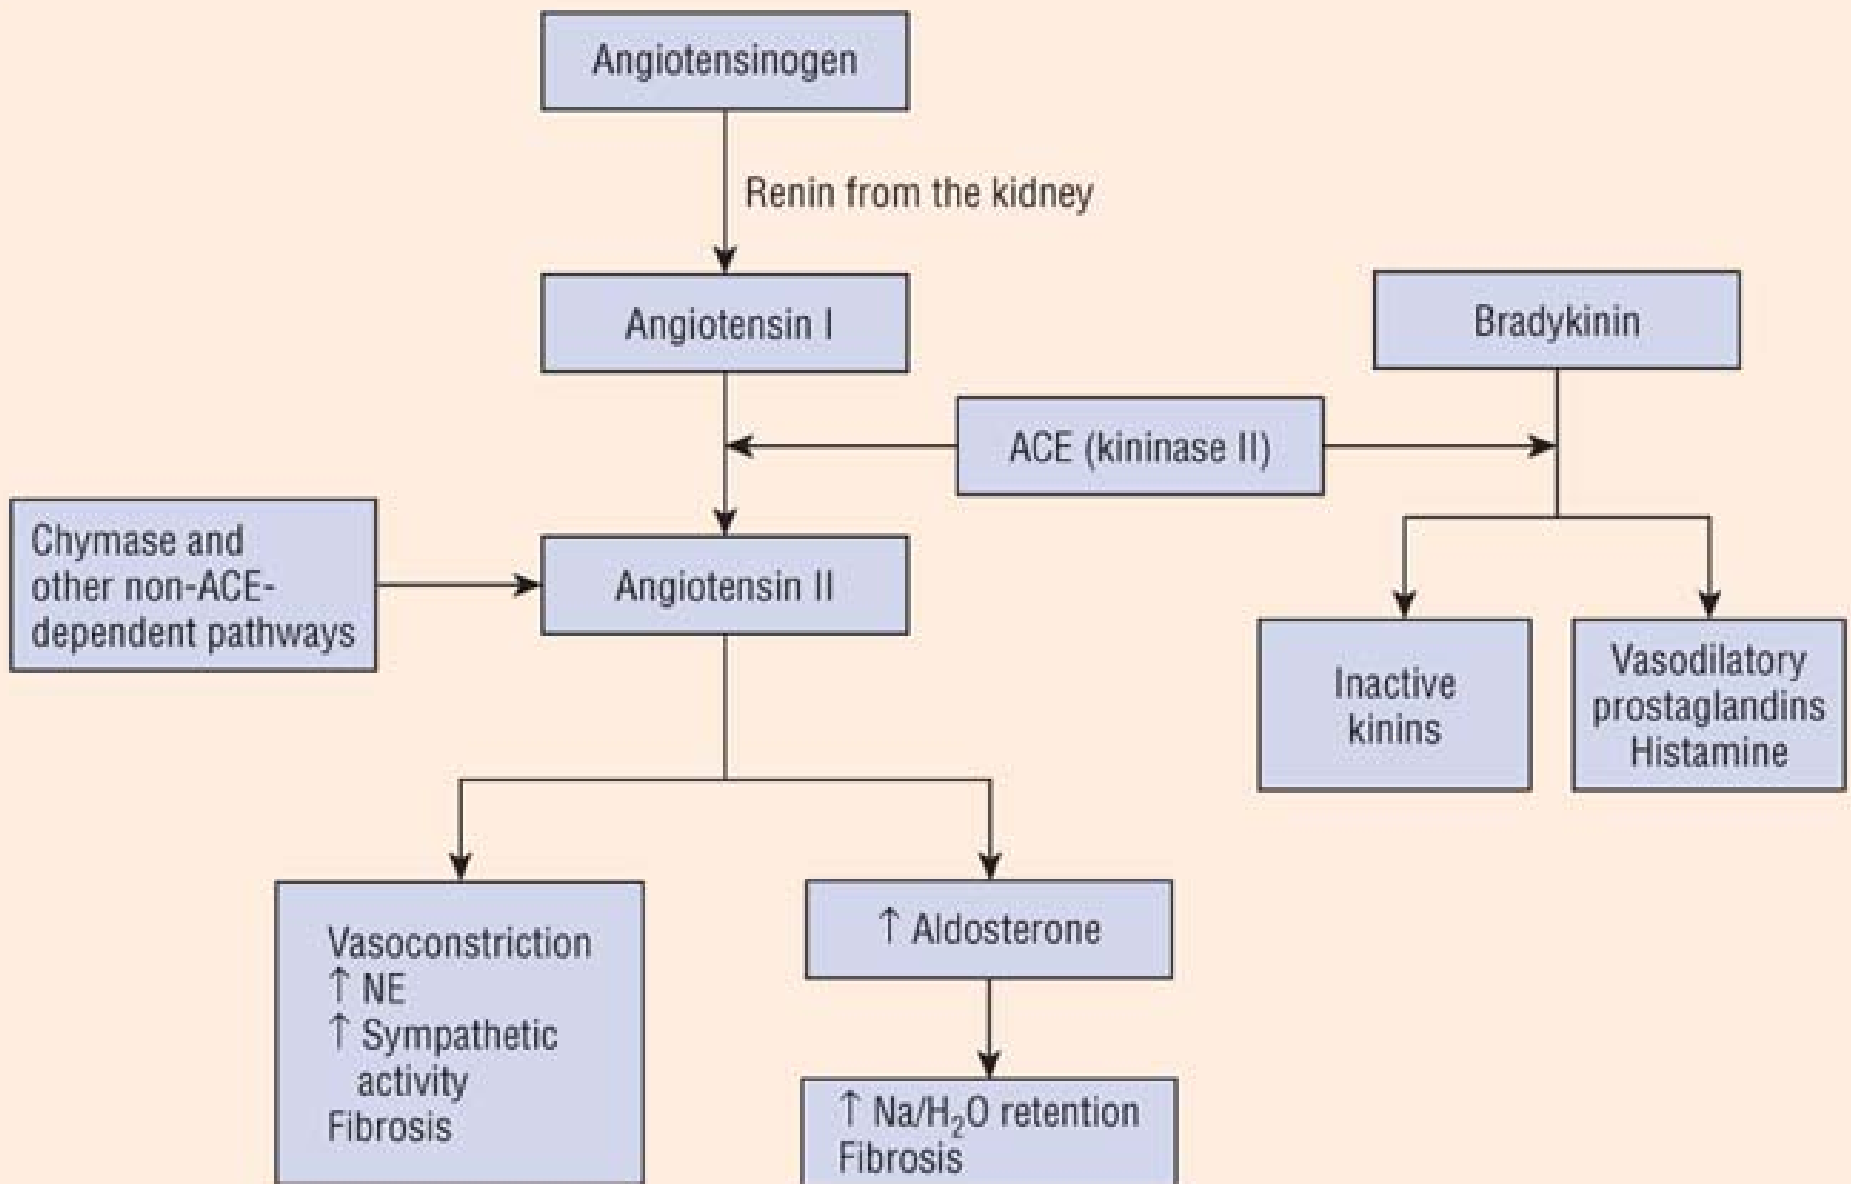 Angiotensinogen
Renin from the kidney
Angiotensin I
Bradykinin
ACE (kininase II)
Chymase and
other non-ACE-
dependent pathways
Angiotensin II
Inactive
kinins
Vasodilatory
prostaglandins
Histamine
Vasoconstriction
↑ NE
↑ Sympathetic
activity
Fibrosis
↑ Aldosterone
↑ Na/H₂O retention
Fibrosis